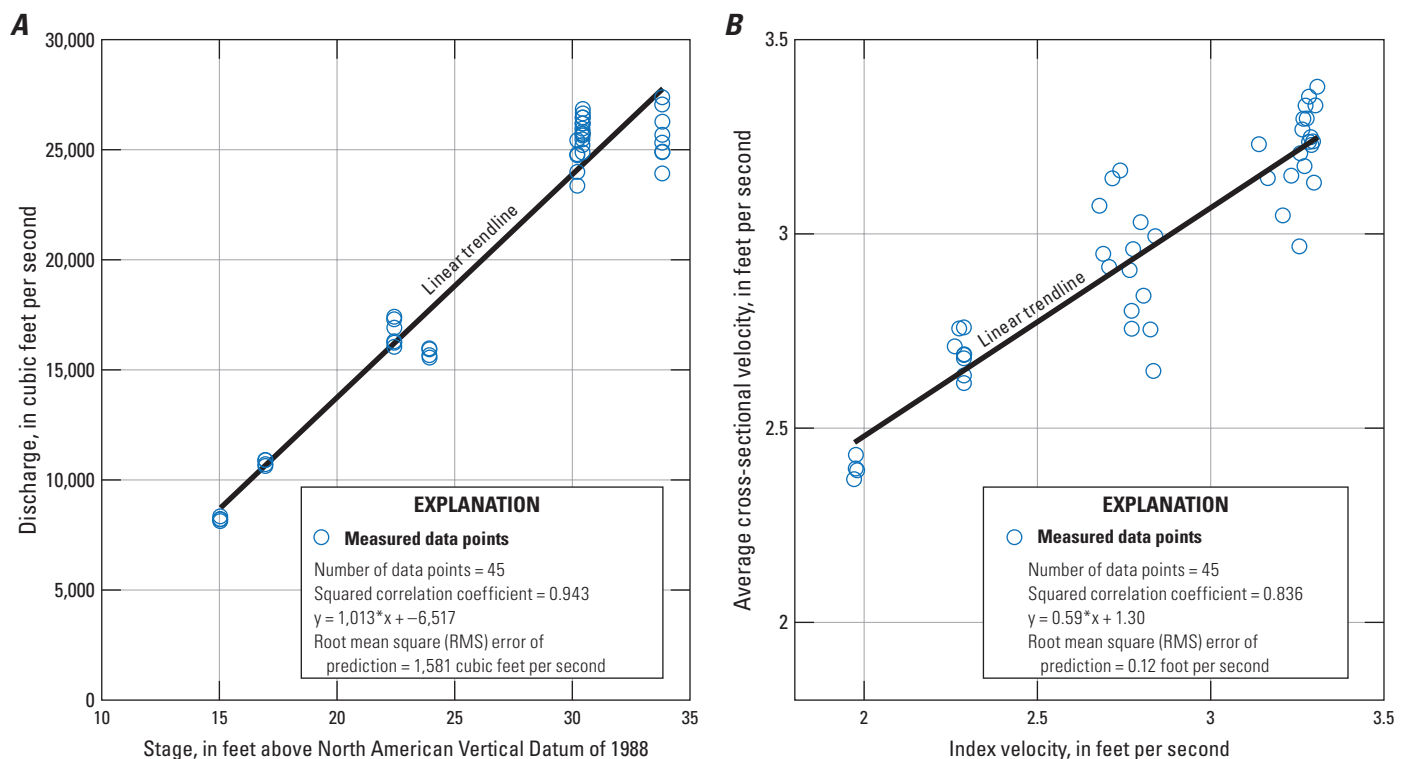 A
30,000
25,000
20,000
15,000
10,000
5,000
0
Discharge, in cubic feet per second
Linear trendline
EXPLANATION
Measured data points
Number of data points = 45
Squared correlation coefficient = 0.943
y = 1,013*x + −6,517
Root mean square (RMS) error of
prediction = 1,581 cubic feet per second
10 15 20 25 30 35
Stage, in feet above North American Vertical Datum of 1988
B
3.5
3
2.5
2
Average cross-sectional velocity, in feet per second
Linear trendline
EXPLANATION
Measured data points
Number of data points = 45
Squared correlation coefficient = 0.836
y = 0.59*x + 1.30
Root mean square (RMS) error of
prediction = 0.12 foot per second
2 2.5 3 3.5
Index velocity, in feet per second